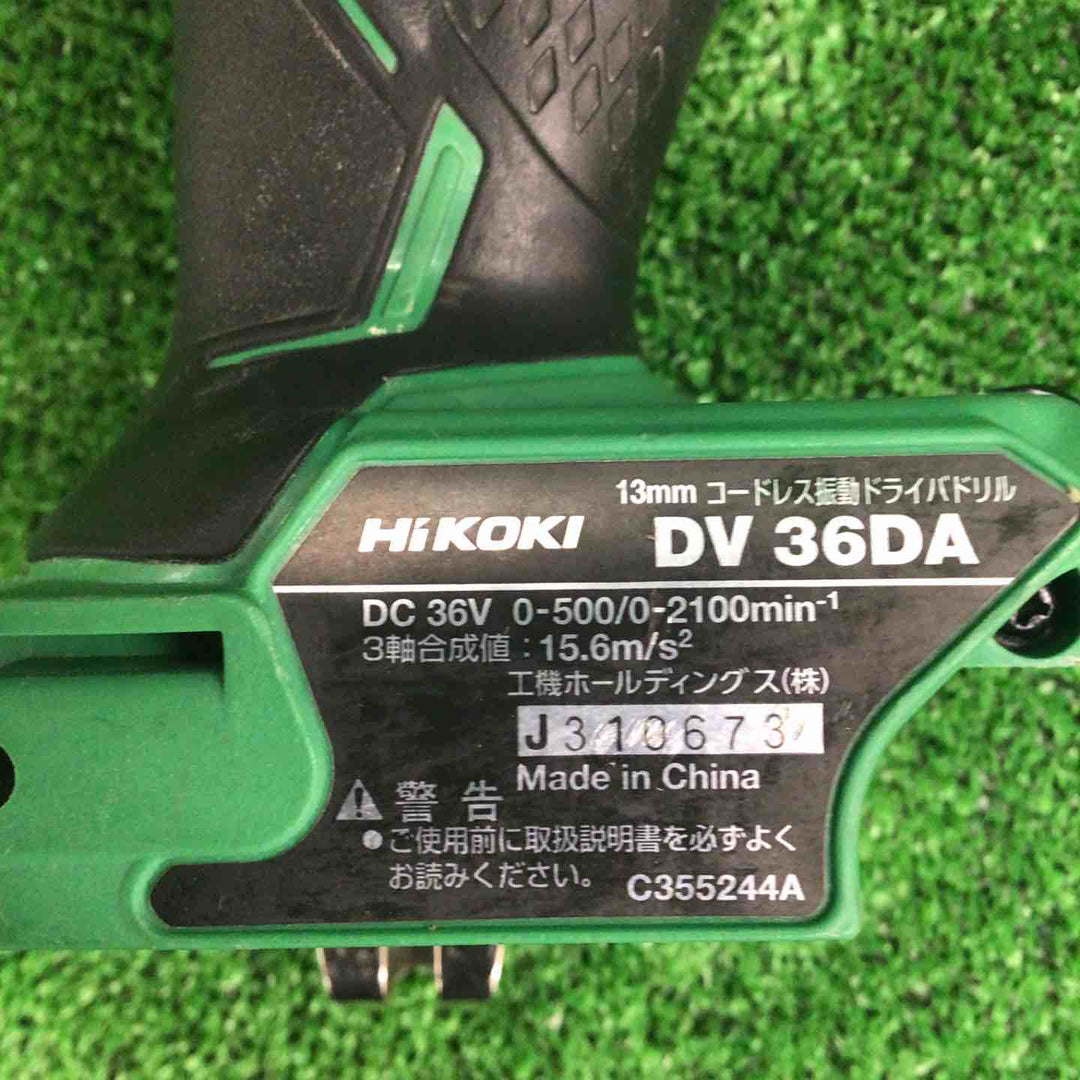 13mm コードレス振動ドライバドリル
HiKOKI DV 36DA
DC 36V 0-500/0-2100min⁻¹
3軸合成値:15.6m/s²
工機ホールディングス(株)
J310673
Made in China
⚠警告
●ご使用前に取扱説明書を必ずよく
お読みください。
C355244A